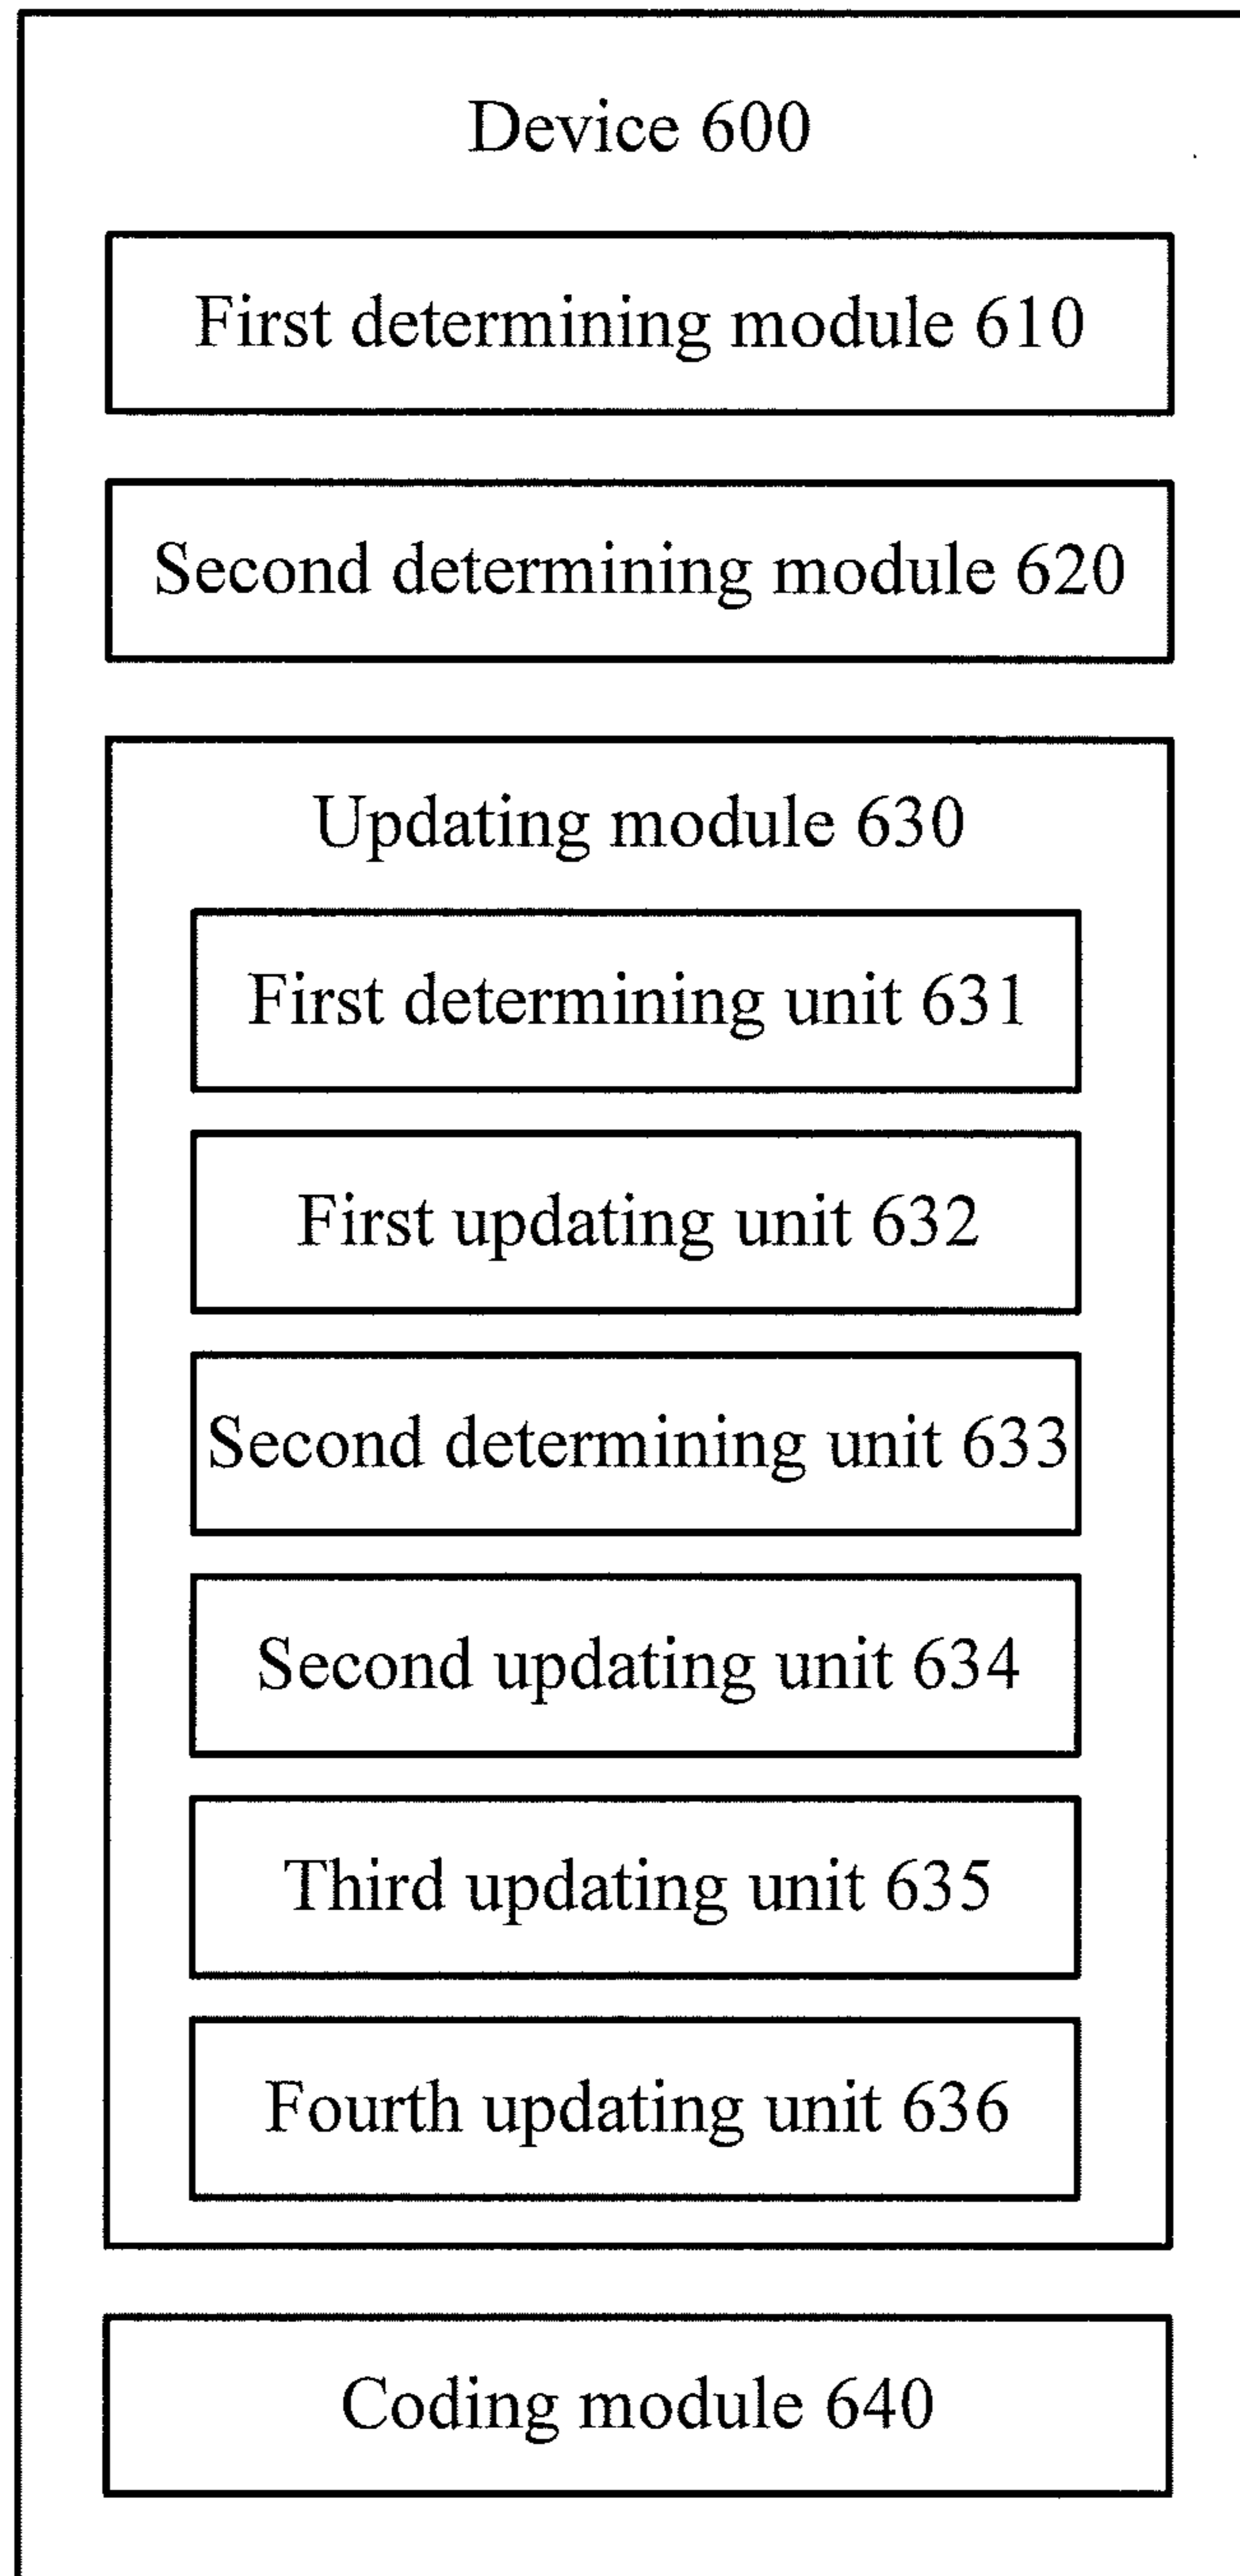 Device 600
First determining module 610
Second determining module 620
Updating module 630
First determining unit 631
First updating unit 632
Second determining unit 633
Second updating unit 634
Third updating unit 635
Fourth updating unit 636
Coding module 640